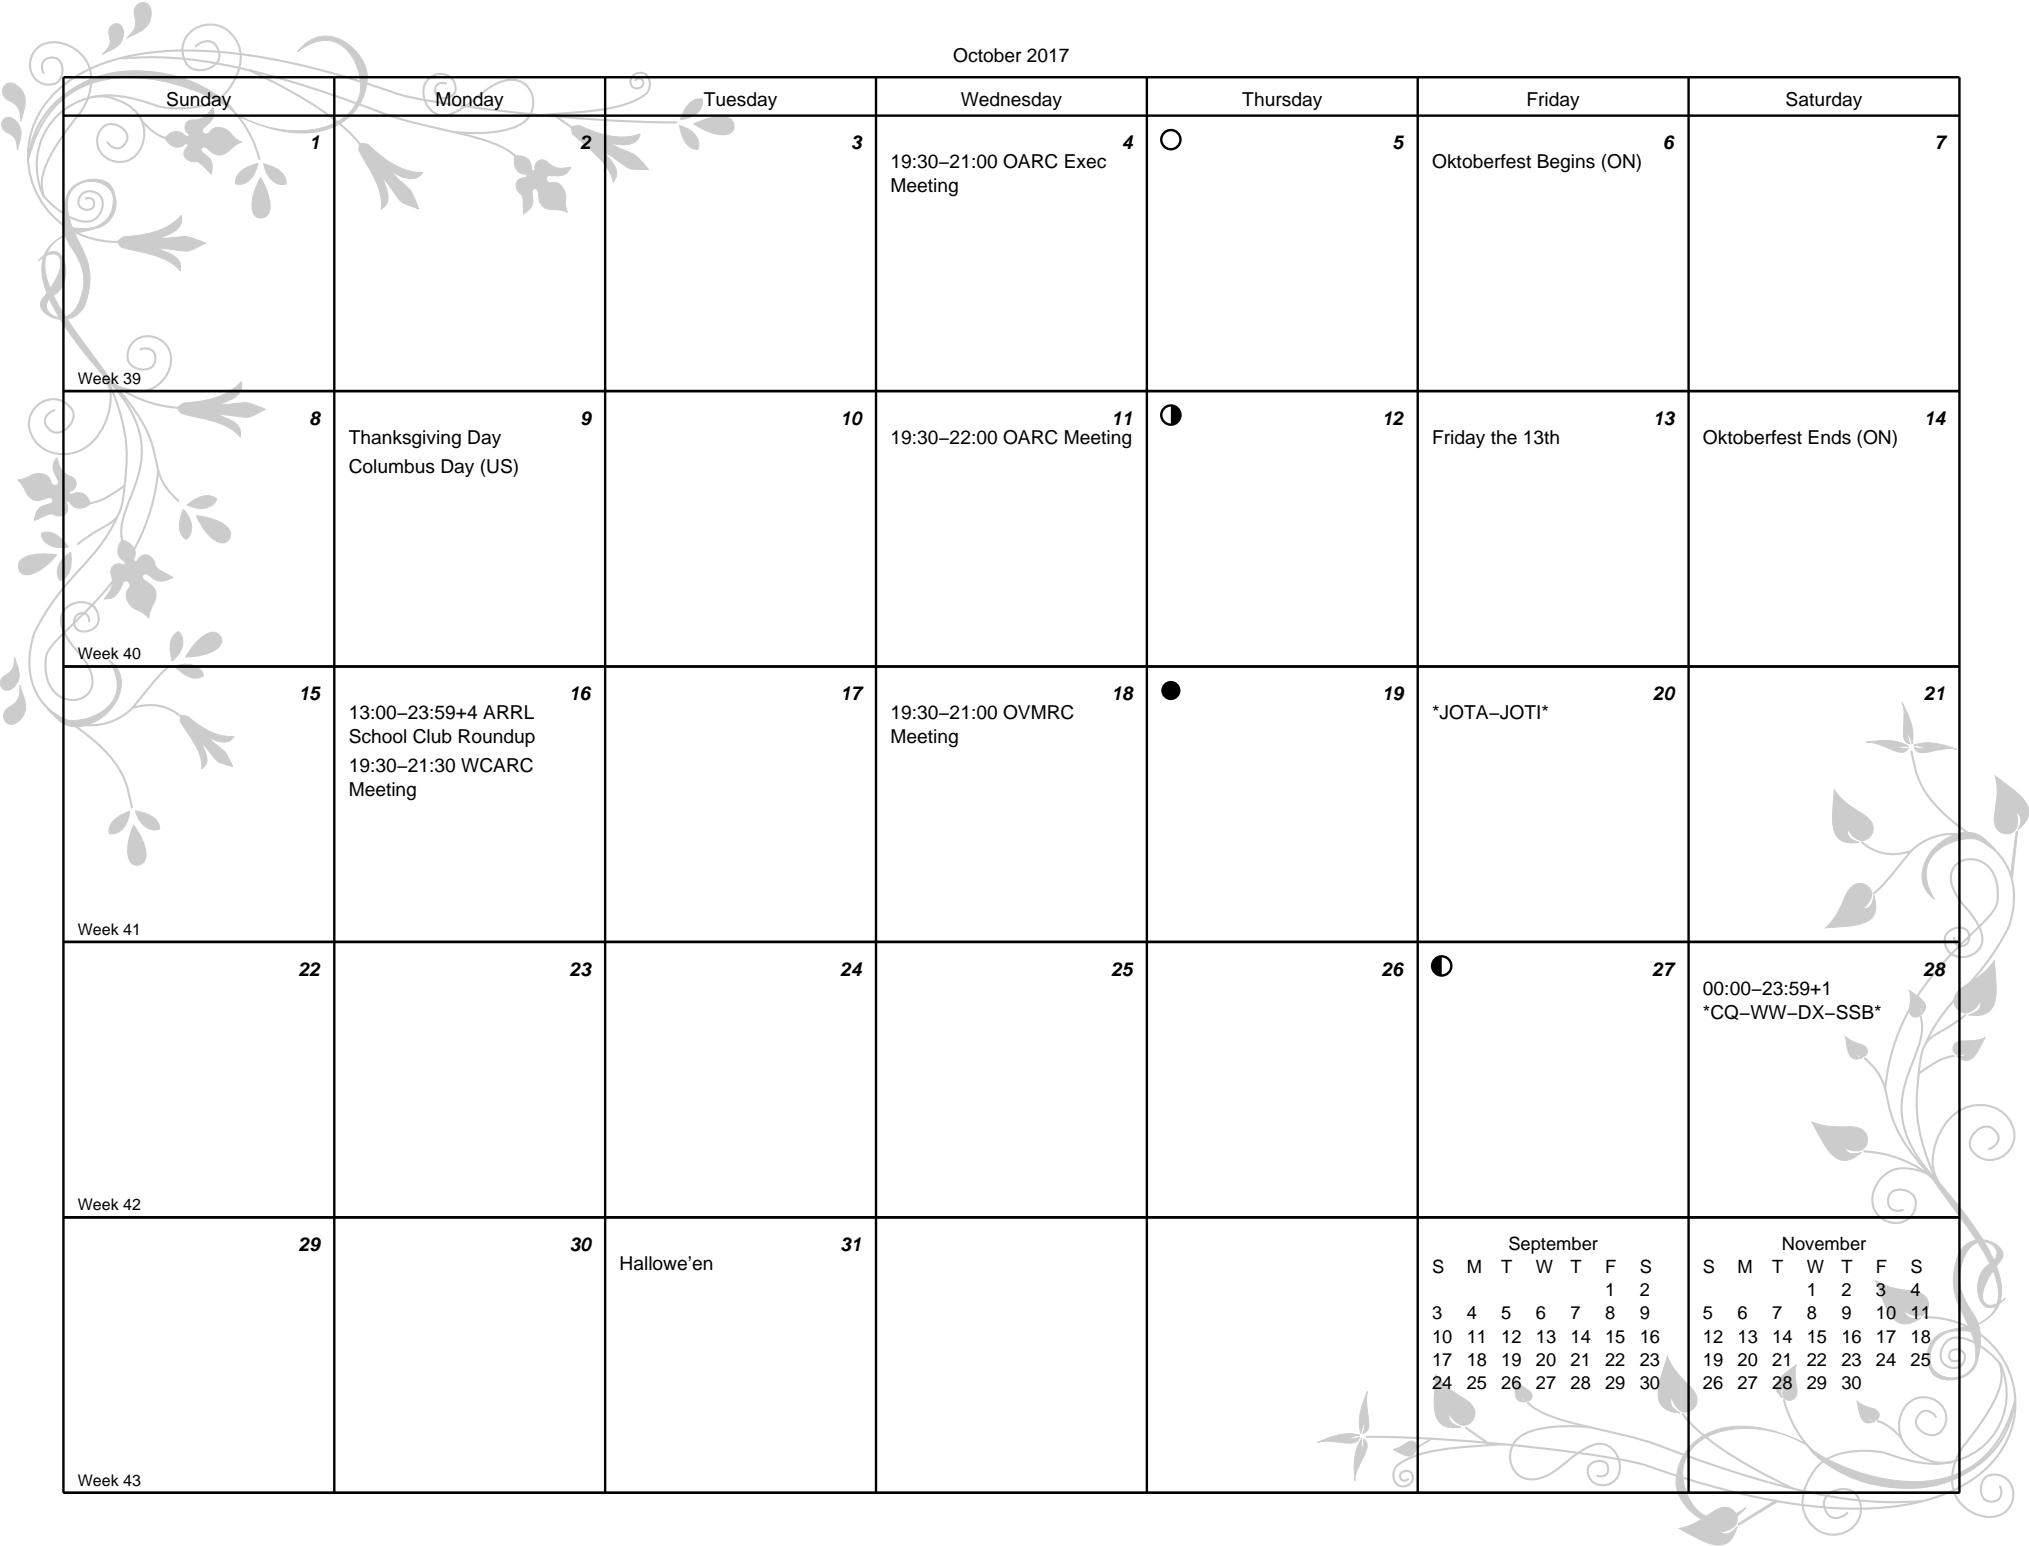 October 2017
Sunday Monday Tuesday Wednesday Thursday Friday Saturday
1 2 3 4 5 6 7
19:30–21:00 OARC Exec
Meeting
Oktoberfest Begins (ON)
Week 39
8 9 10 11 12 13 14
Thanksgiving Day
Columbus Day (US)
19:30–22:00 OARC Meeting
Friday the 13th
Oktoberfest Ends (ON)
Week 40
15 16 17 18 19 20 21
13:00–23:59+4 ARRL
School Club Roundup
19:30–21:30 WCARC
Meeting
19:30–21:00 OVMRC
Meeting
*JOTA–JOTI*
Week 41
22 23 24 25 26 27 28
00:00–23:59+1
*CQ–WW–DX–SSB*
Week 42
29 30 31
Hallowe'en
Week 43
September
S M T W T F S
1 2
3 4 5 6 7 8 9
10 11 12 13 14 15 16
17 18 19 20 21 22 23
24 25 26 27 28 29 30
November
S M T W T F S
1 2 3 4
5 6 7 8 9 10 11
12 13 14 15 16 17 18
19 20 21 22 23 24 25
26 27 28 29 30